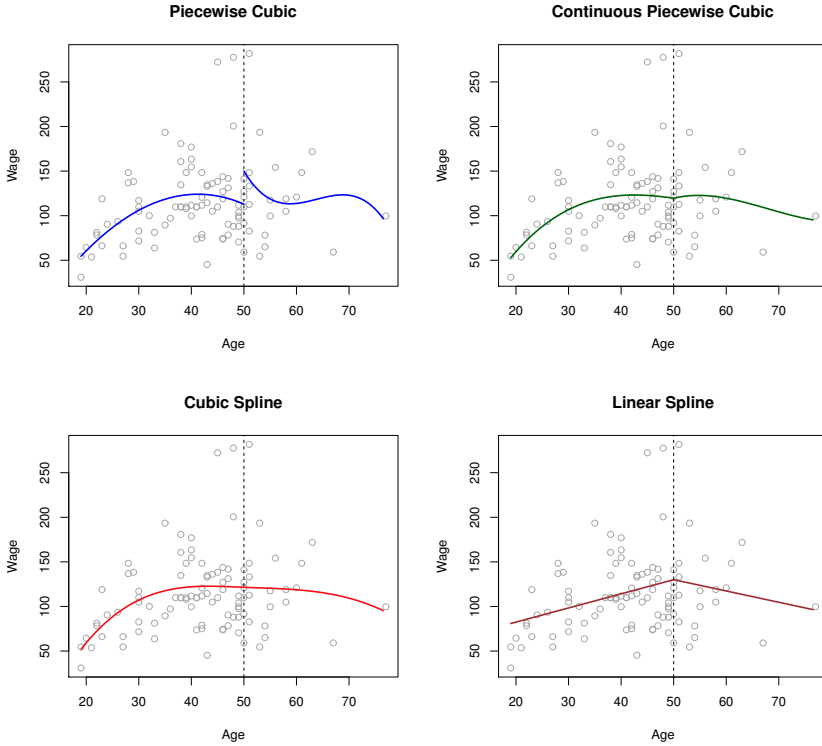 Piecewise Cubic
Wage
50 100 150 200 250
20 30 40 50 60 70
Age
Continuous Piecewise Cubic
Wage
50 100 150 200 250
20 30 40 50 60 70
Age
Cubic Spline
Wage
50 100 150 200 250
20 30 40 50 60 70
Age
Linear Spline
Wage
50 100 150 200 250
20 30 40 50 60 70
Age